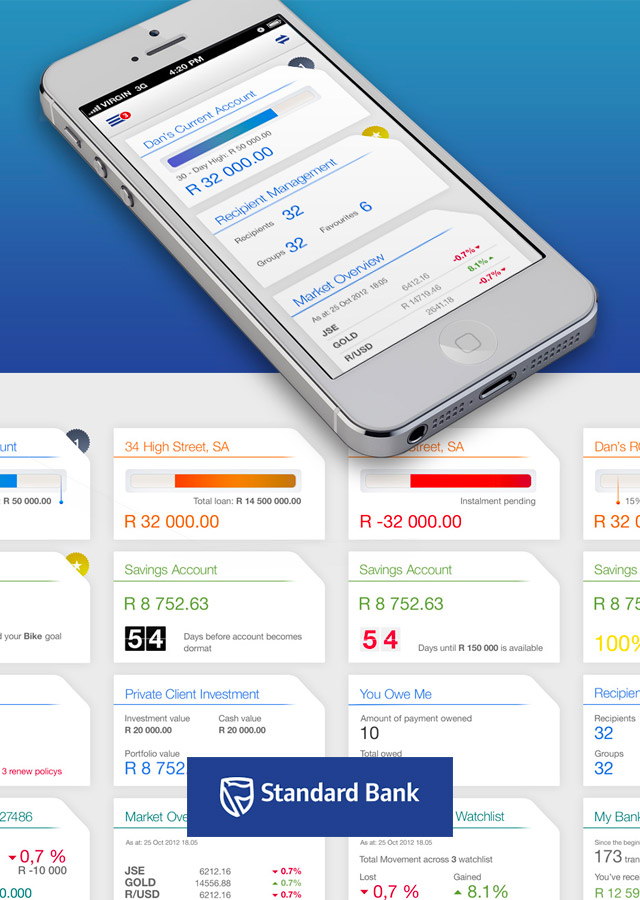 VIRGIN 3G
4:20 PM
3
1
Dan's Current Account
30 - Day High: R 50 000.00
R 32 000.00
Recipient Management
Recipients 32
Favourites 6
Groups 32
Market Overview
As at: 25 Oct 2012 18.05
JSE 6412.16 -0.7%
GOLD R 14719.46 8.1%
R/USD 2641.18 -0.7%
unt
1
: R 50 000.00
34 High Street, SA
Total loan: R 14 500 000.00
R 32 000.00
treet, SA
Instalment pending
R -32 000.00
Dan's R
15%
R 32 0
d your Bike goal
Savings Account
R 8 752.63
54
Days before account becomes
dormat
Savings Account
R 8 752.63
54
Days until R 150 000 is available
Savings
R 8 75
100%
3 renew policys
Private Client Investment
Investment value
R 20 000.00
Cash value
R 20 000.00
Portfolio value
R 8 752
You Owe Me
Amount of payment owened
10
Total owed
Recipien
Recipients
32
Groups
32
Standard Bank
27486
0,7 %
R -10 000
0.000
Market Ove
As at: 25 Oct 2012 18.05
JSE 6212.16 0.7%
GOLD 14556.88 0.7%
R/USD 6212.16 0.7%
Watchlist
As at: 25 Oct 2012 18.05
Total Movement across 3 watchlist
Lost
-0,7 %
Gained
8.1%
My Bank
Since the begin
173 tran
You've recei
R 12 59